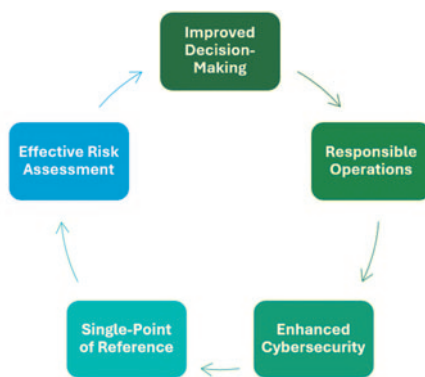 Improved
Decision-
Making
Responsible
Operations
Enhanced
Cybersecurity
Single-Point
of Reference
Effective Risk
Assessment